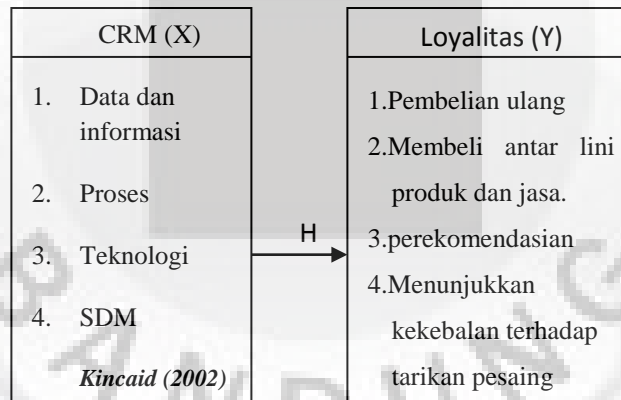 CRM (X)
1. Data dan
informasi
2. Proses
3. Teknologi
4. SDM
Kincaid (2002)
H
Loyalitas (Y)
1.Pembelian ulang
2.Membeli antar lini
produk dan jasa.
3.perekomendasian
4.Menunjukkan
kekebalan terhadap
tarikan pesaing